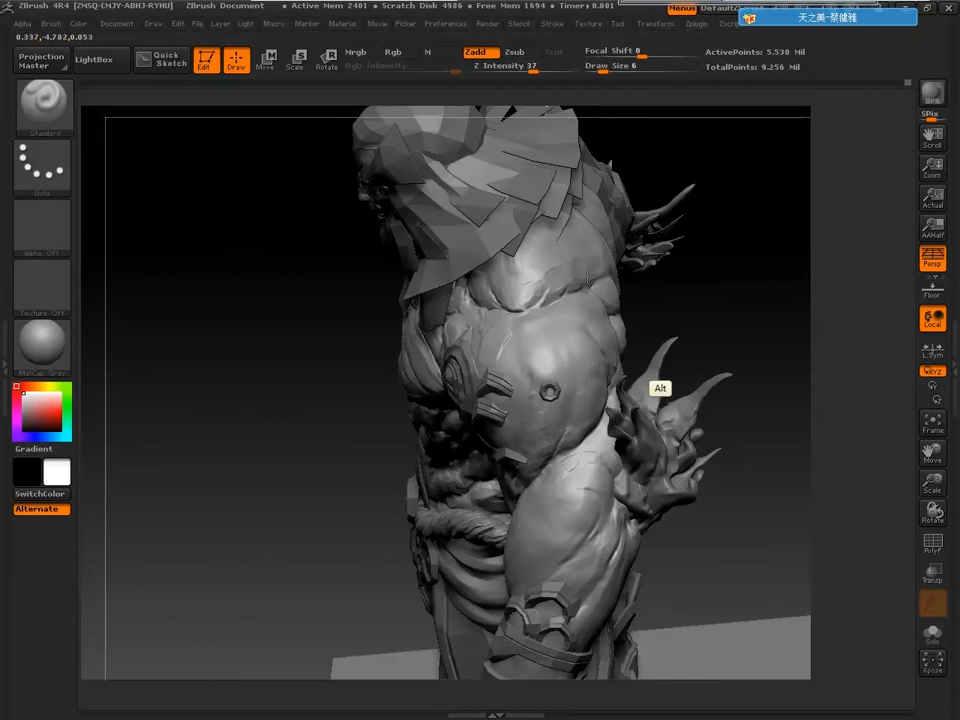 ZBrush 4R4 [ZMSQ-CMJY-ABHJ-RYHU] ZBrush Document ● Active Mem 2401 ● Scratch Disk 4986 ● Free Mem 1694 ● Timer▸0.001 Menus
天之美-蔡健雅
Alpha Brush Color Document Draw Edit File Layer Light Macro Marker Material Movie Picker Preferences Render Stencil Stroke Texture Tool Transform Zplugin
0.337,-4.782,0.053
Projection Master
LightBox
Quick Sketch
Edit
Draw
Move
Scale
Rotate
Mrgb Rgb M
Rgb Intensity
Zadd Zsub Zcut
Z Intensity 37
Focal Shift 0
Draw Size 6
ActivePoints: 5.530 Mil
TotalPoints: 9.256 Mil
Standard
Dots
Alpha Off
Texture Off
MatCap Gray
Gradient
SwitchColor
Alternate
Alt
BPR
SPix
Scroll
Zoom
Actual
AAHalf
Persp
Floor
Local
L.Sym
XYZ
Frame
Move
Scale
Rotate
PolyF
Transp
Solo
Xpose